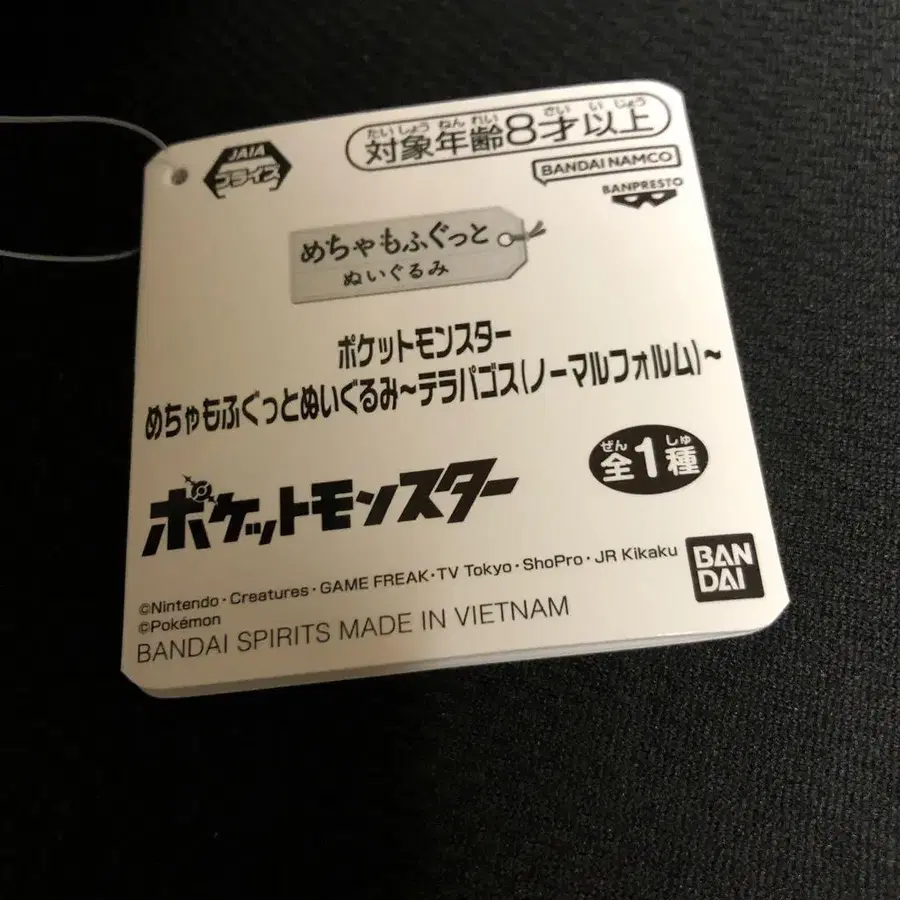 たいしょうねんれい さい いじょう
対象年齢8才以上
JAIA
プライズ
BANDAI NAMCO
BANPRESTO
めちゃもふぐっと
ぬいぐるみ
ポケットモンスター
めちゃもふぐっとぬいぐるみ~テラパゴス(ノーマルフォルム)~
ぜん しゅ
全1種
ポケットモンスター
©Nintendo・Creatures・GAME FREAK・TV Tokyo・ShoPro・JR Kikaku
©Pokémon
BANDAI SPIRITS MADE IN VIETNAM
BAN
DAI